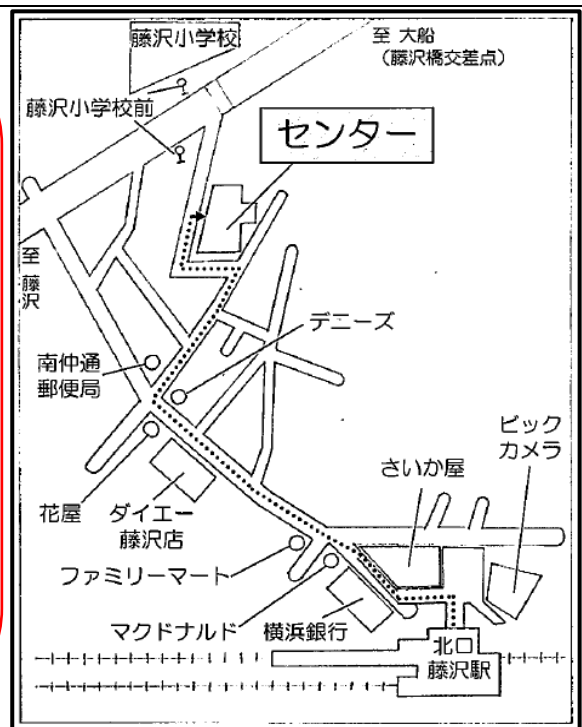 藤沢小学校
至 大船
(藤沢橋交差点)
藤沢小学校前
センター
至
藤沢
デニーズ
南仲通
郵便局
ビック
カメラ
さいか屋
花屋
ダイエー
藤沢店
ファミリーマート
マクドナルド
横浜銀行
北口
藤沢駅